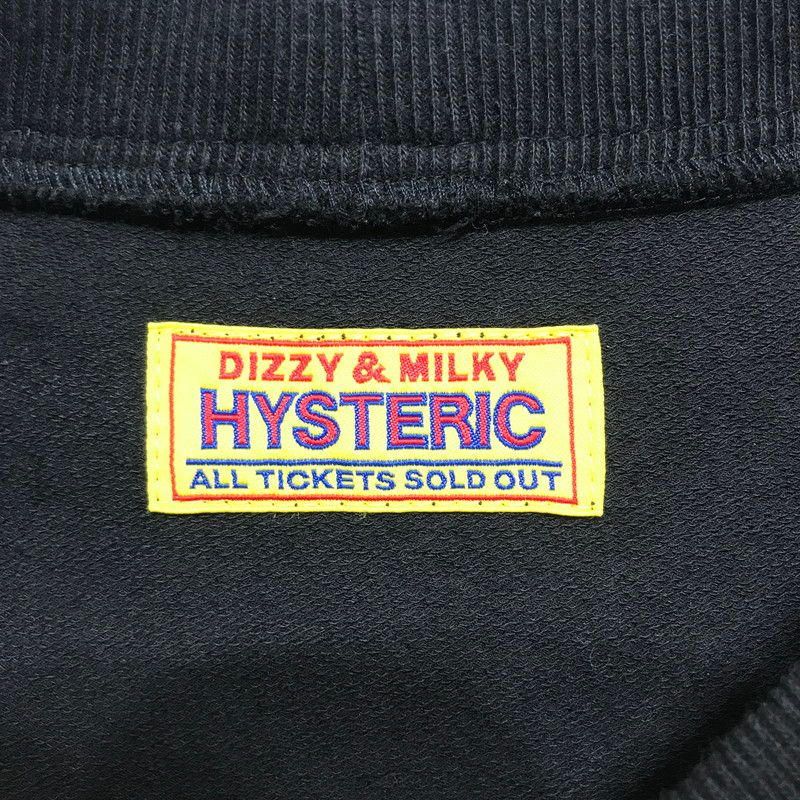 DIZZY & MILKY
HYSTERIC
ALL TICKETS SOLD OUT